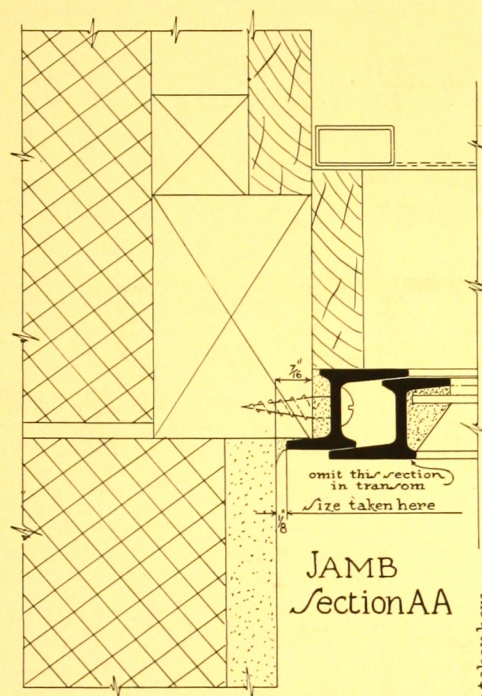 7/16"
omit this section
in transom
size taken here
1/8"
JAMB
Section AA